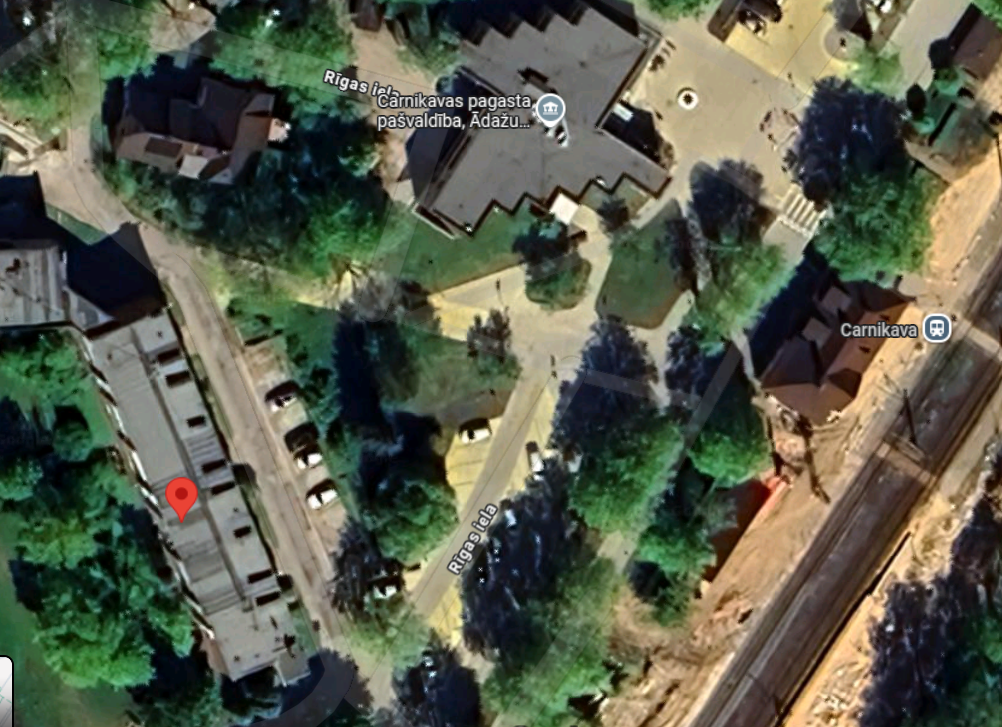 Rīgas iela
Carnikavas pagasta
pašvaldība, Ādažu...
Carnikava
Rīgas iela